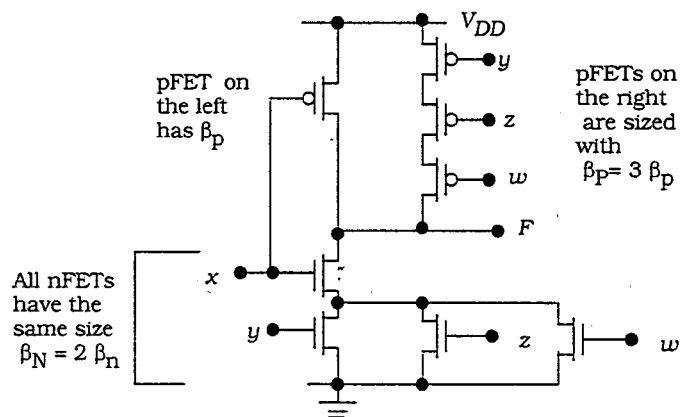 V_DD
pFET on
the left
has β_p
y
z
w
pFETs on
the right
are sized
with
β_P= 3 β_p
F
All nFETs
have the
same size
β_N = 2 β_n
x
y
z
w